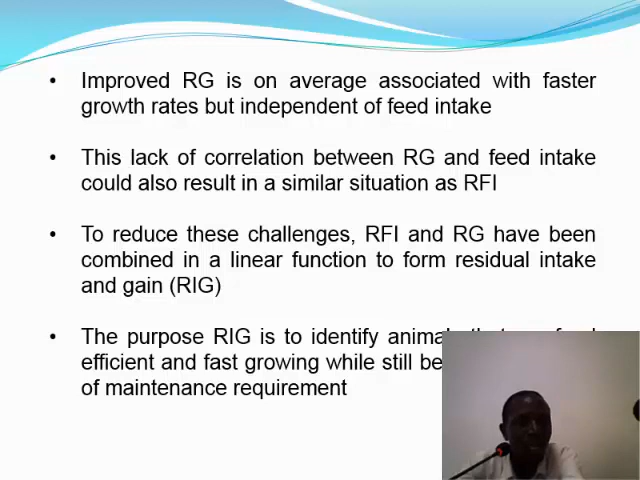 • Improved RG is on average associated with faster
growth rates but independent of feed intake
• This lack of correlation between RG and feed intake
could also result in a similar situation as RFI
• To reduce these challenges, RFI and RG have been
combined in a linear function to form residual intake
and gain (RIG)
• The purpose RIG is to identify
efficient and fast growing while still
of maintenance requirement